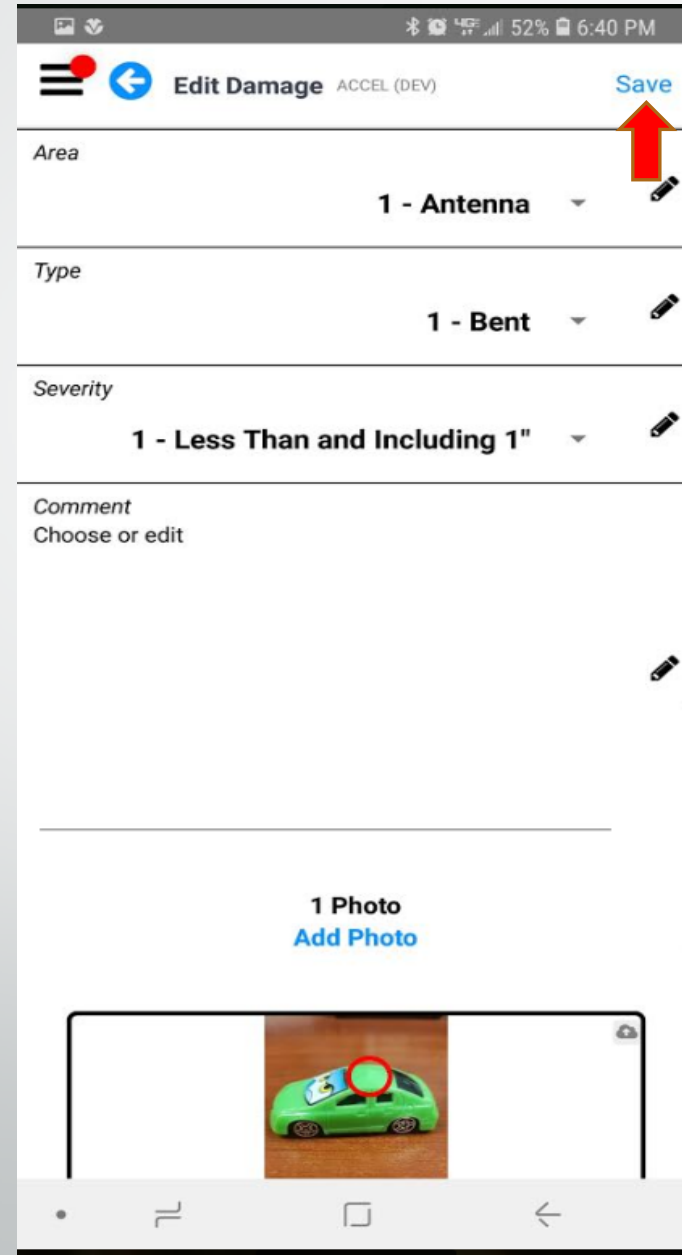 52% 6:40 PM
Edit Damage ACCEL (DEV) Save
Area
1 - Antenna
Type
1 - Bent
Severity
1 - Less Than and Including 1"
Comment
Choose or edit
1 Photo
Add Photo